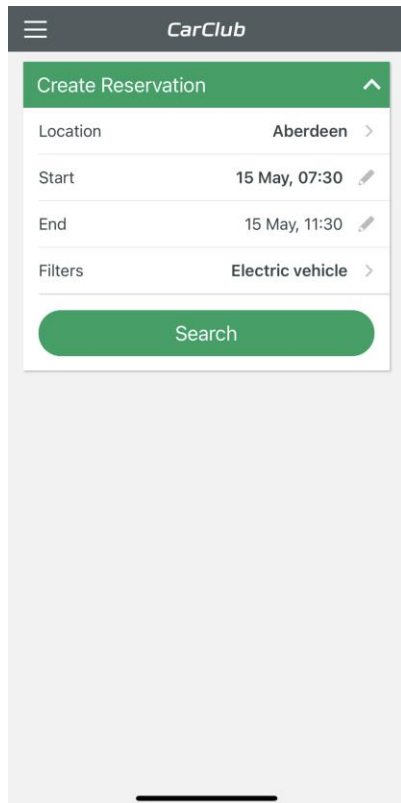 CarClub
Create Reservation
Location Aberdeen
Start 15 May, 07:30
End 15 May, 11:30
Filters Electric vehicle
Search